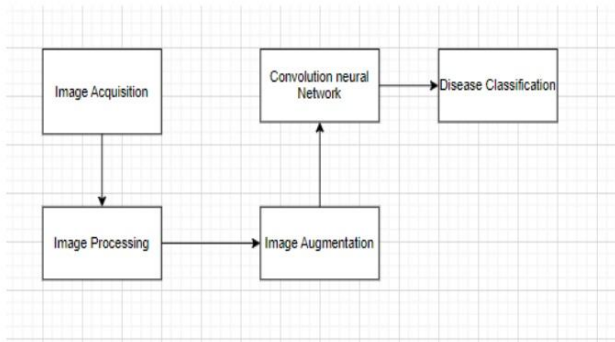 Image Acquisition
Convolution neural
Network
Disease Classification
Image Processing
Image Augmentation